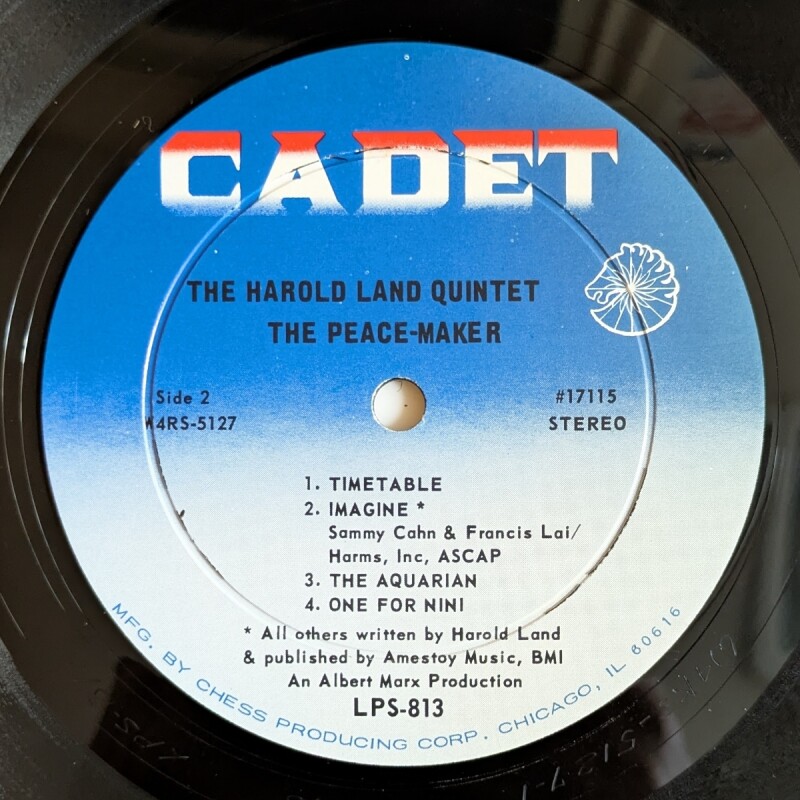 CADET
THE HAROLD LAND QUINTET
THE PEACE-MAKER
Side 2
W4RS-5127
#17115
STEREO
1. TIMETABLE
2. IMAGINE *
Sammy Cahn & Francis Lai/
Harms, Inc, ASCAP
3. THE AQUARIAN
4. ONE FOR NINI
* All others written by Harold Land
& published by Amestoy Music, BMI
An Albert Marx Production
LPS-813
MFG. BY CHESS PRODUCING CORP. CHICAGO, IL 60616